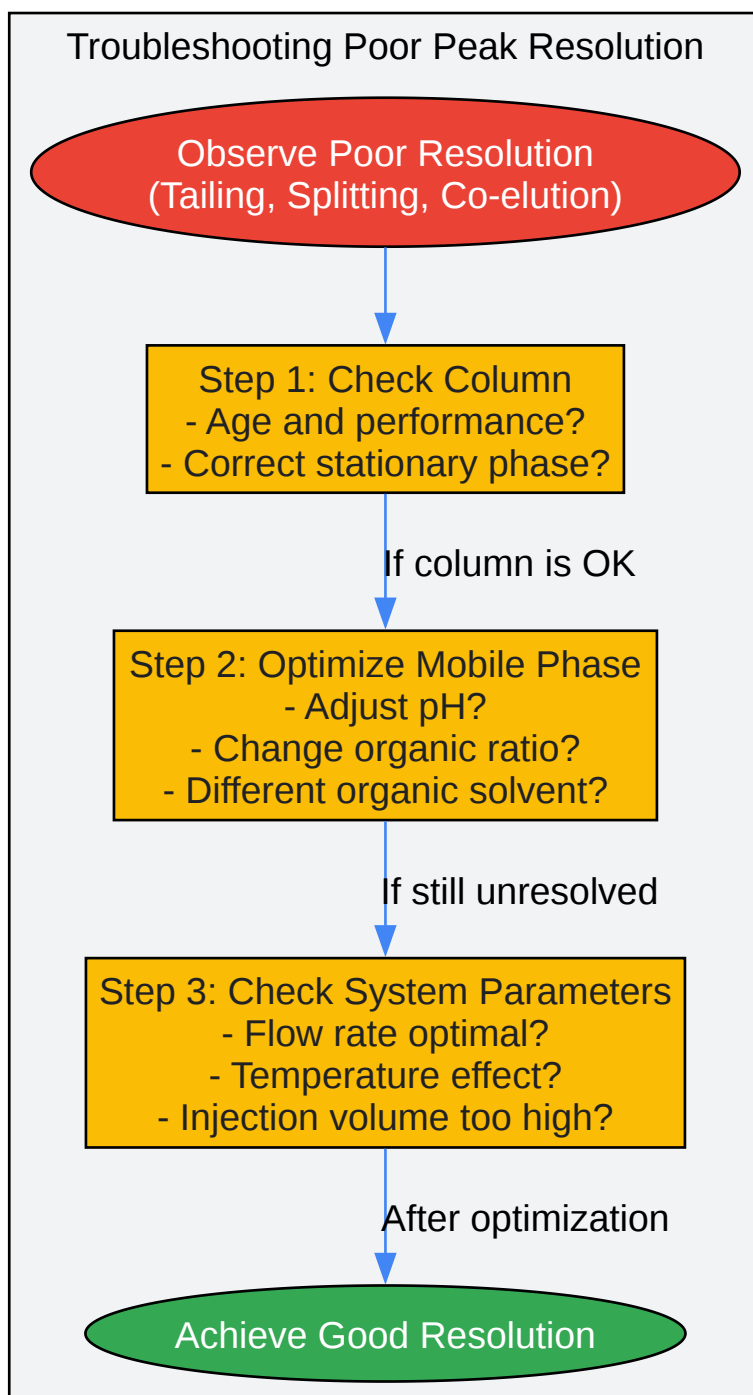 Troubleshooting Poor Peak Resolution
Observe Poor Resolution
(Tailing, Splitting, Co-elution)
Step 1: Check Column
- Age and performance?
- Correct stationary phase?
If column is OK
Step 2: Optimize Mobile Phase
- Adjust pH?
- Change organic ratio?
- Different organic solvent?
If still unresolved
Step 3: Check System Parameters
- Flow rate optimal?
- Temperature effect?
- Injection volume too high?
After optimization
Achieve Good Resolution